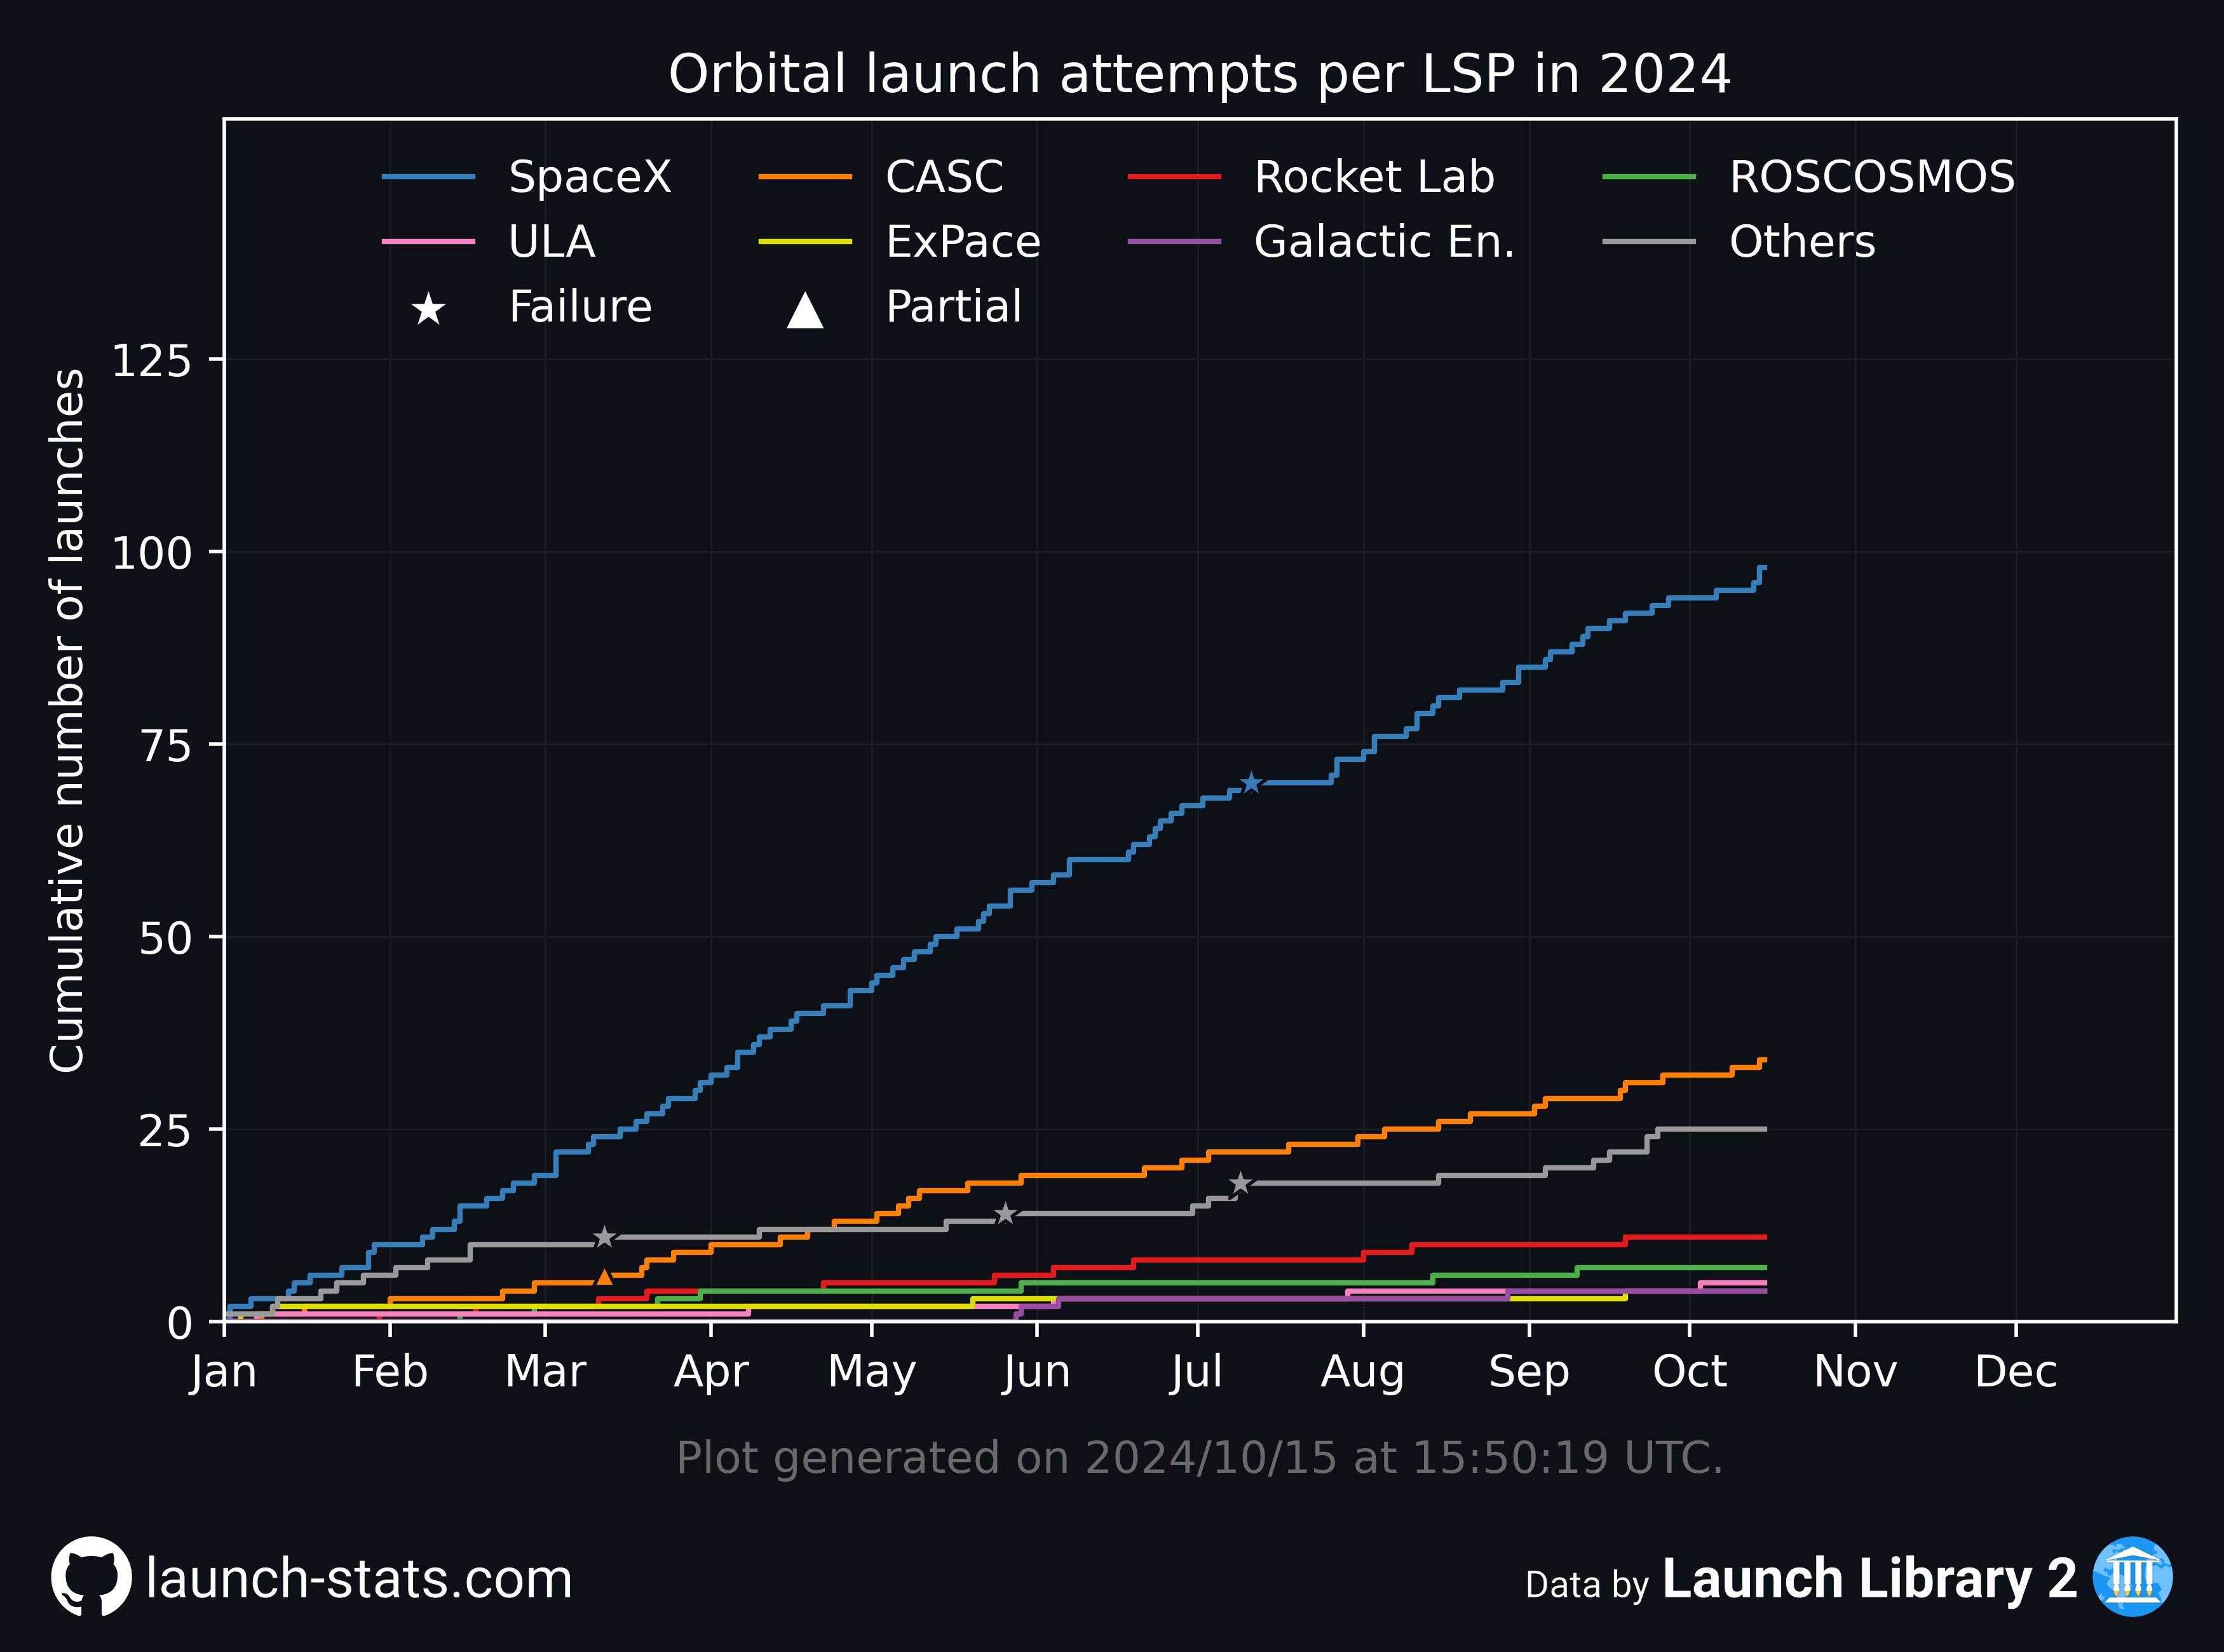 Orbital launch attempts per LSP in 2024
SpaceX CASC Rocket Lab ROSCOSMOS
ULA ExPace Galactic En. Others
Failure Partial
Cumulative number of launches
125
100
75
50
25
0
Jan Feb Mar Apr May Jun Jul Aug Sep Oct Nov Dec
Plot generated on 2024/10/15 at 15:50:19 UTC.
launch-stats.com
Data by Launch Library 2